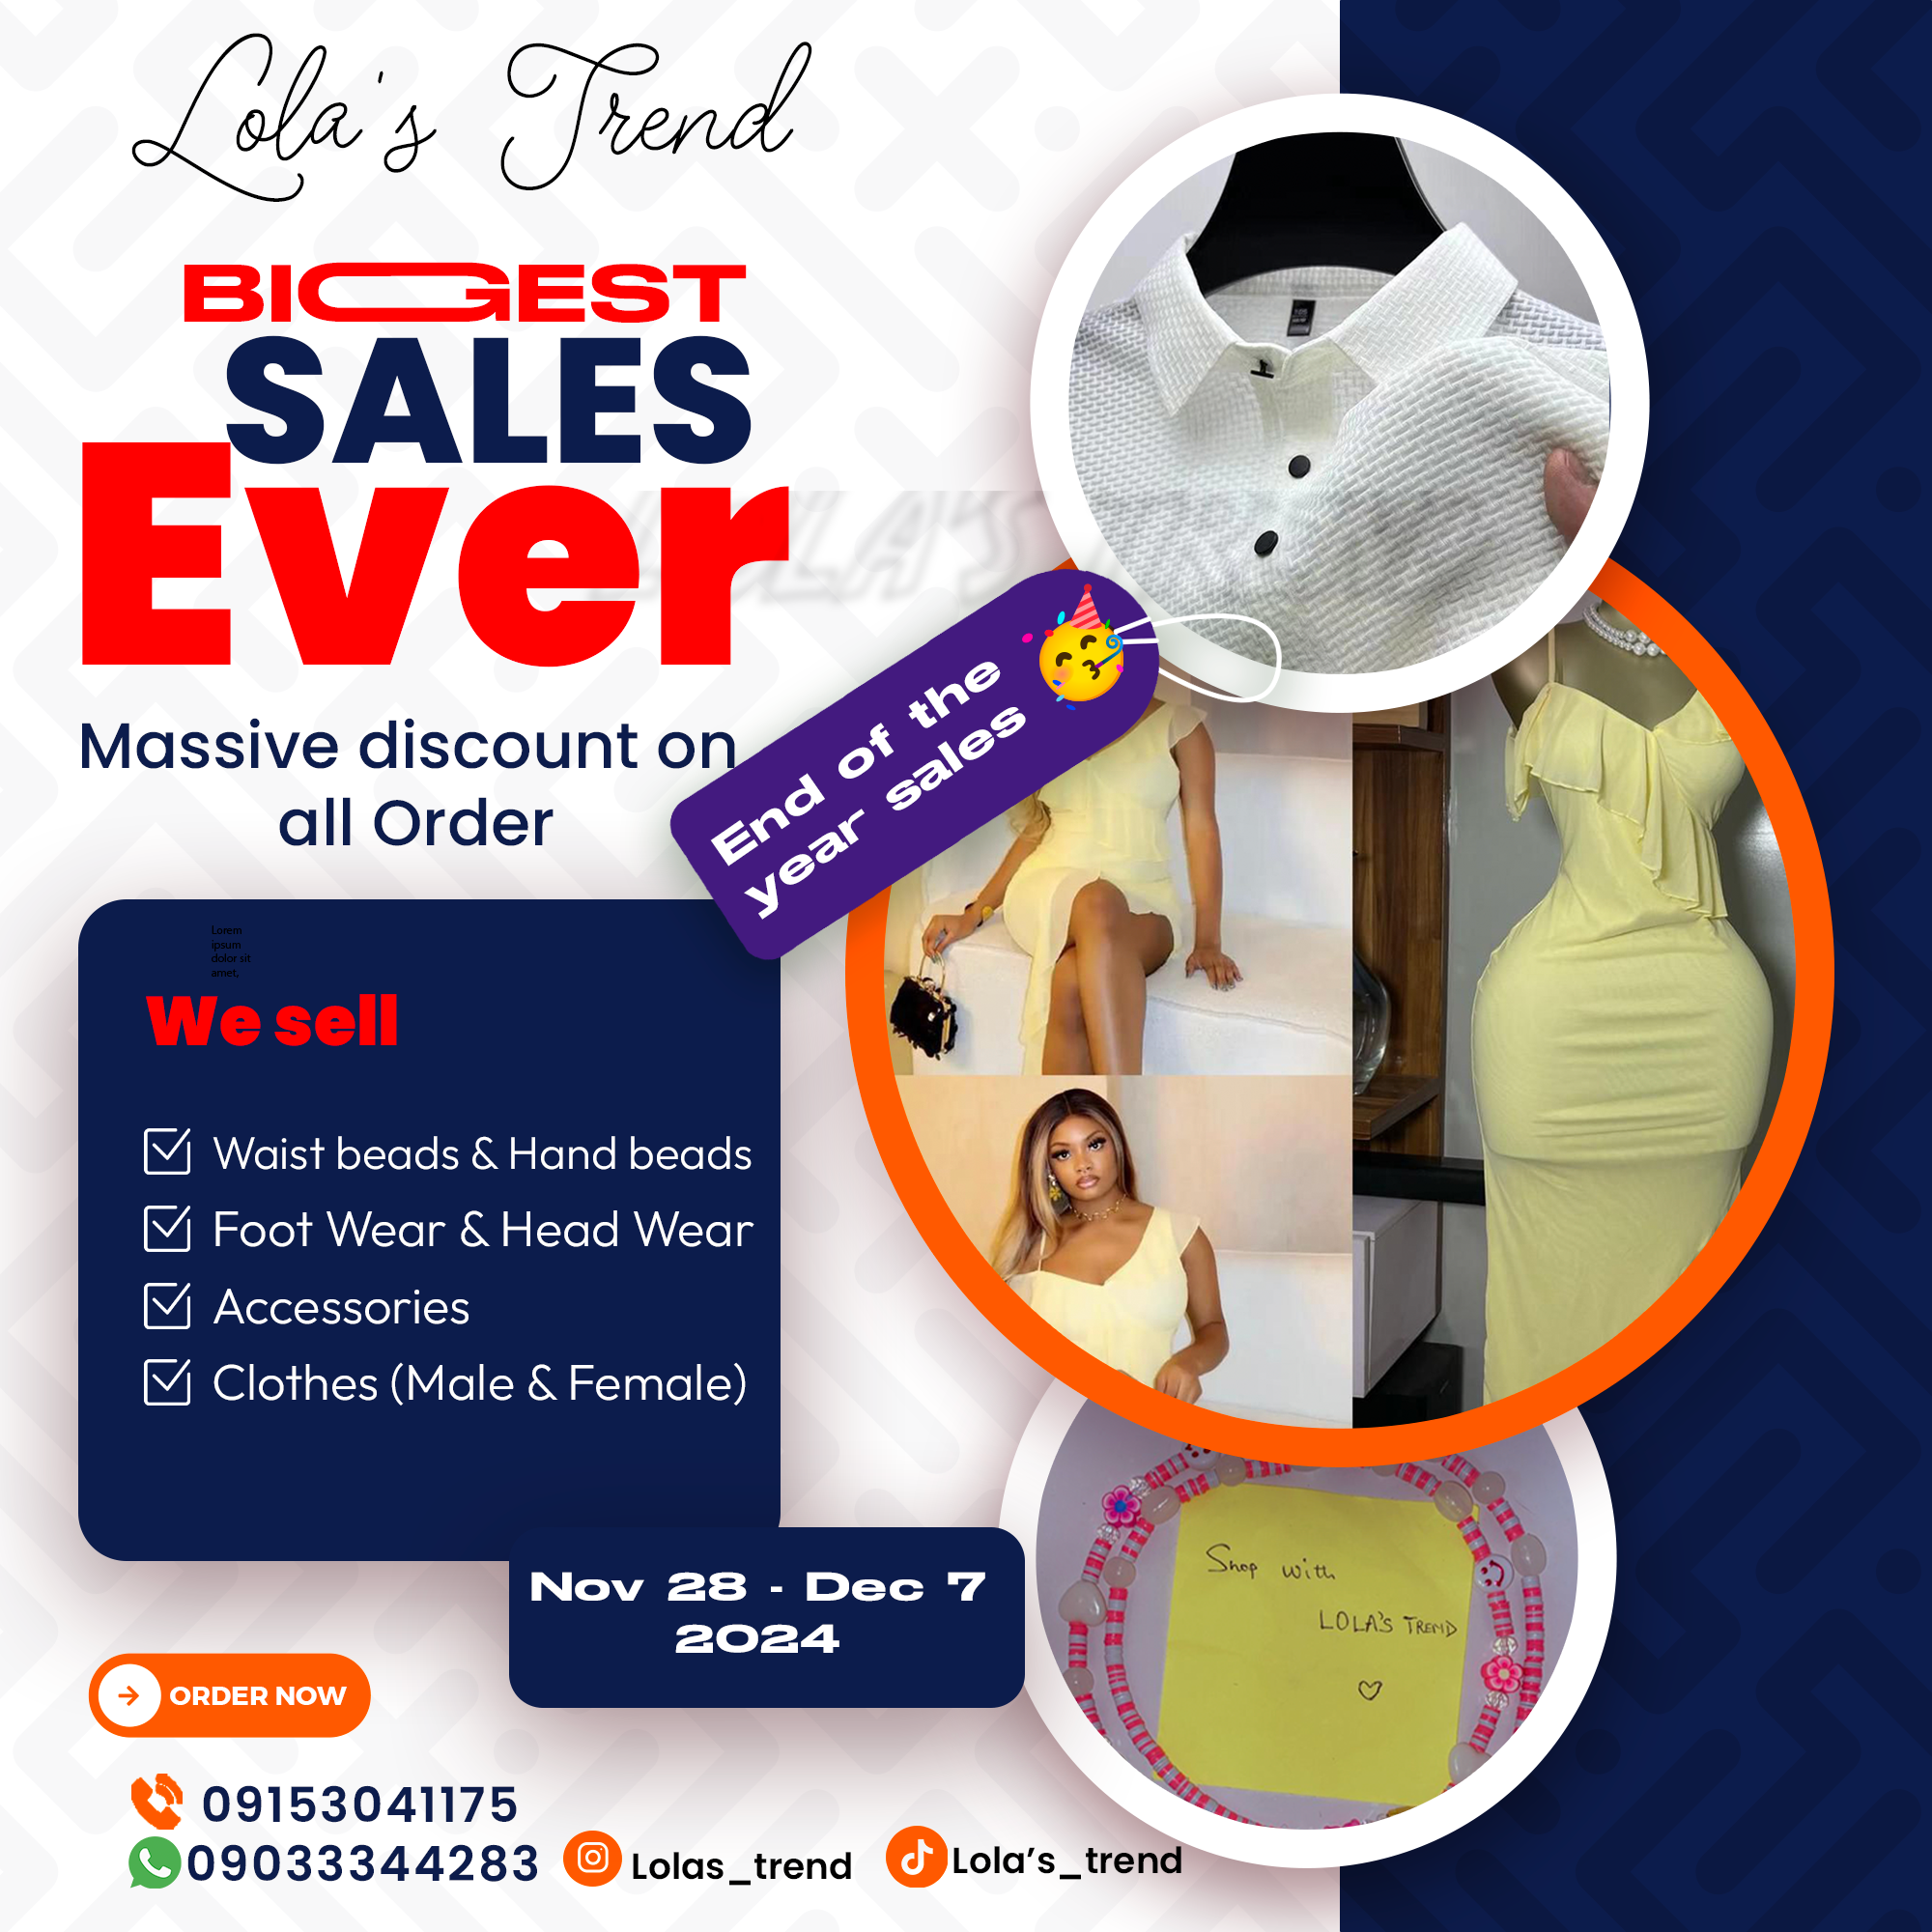 Lola's Trend
BIGEST
SALES
Ever
Massive discount on
all Order
End of the
year sales
LOLA'S
Lorem
ipsum
dolor sit
amet,
We sell
Waist beads & Hand beads
Foot Wear & Head Wear
Accessories
Clothes (Male & Female)
Nov 28 - Dec 7
2024
Shop with
LOLA'S TREND
ORDER NOW
09153041175
09033344283
Lolas_trend
Lola's_trend